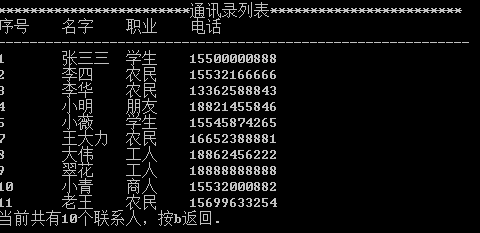 ************************通讯录列表************************
序号 名字 职业 电话
------------------------------------------------------------
1 张三三 学生 15500000888
2 李四 农民 15532166666
3 李华 农民 13362588843
4 小明 朋友 18821455846
5 小薇 学生 15545874265
7 王大力 农民 16652388881
8 大伟 工人 18862456222
9 翠花 工人 18888888888
10 小青 商人 15532000882
11 老王 农民 15699633254
当前共有10个联系人，按b返回.